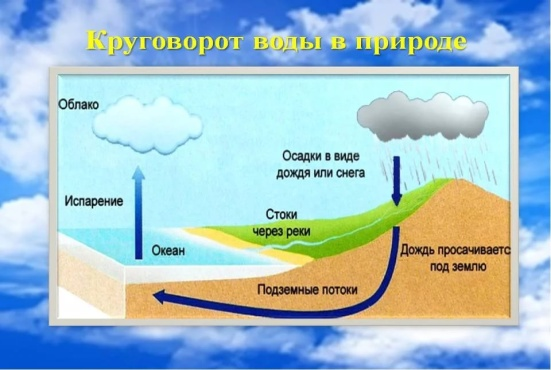 Круговорот воды в природе
Облако
Осадки в виде
дождя или снега
Испарение
Стоки
через реки
Океан
Дождь просачиваетс
под землю
Подземные потоки